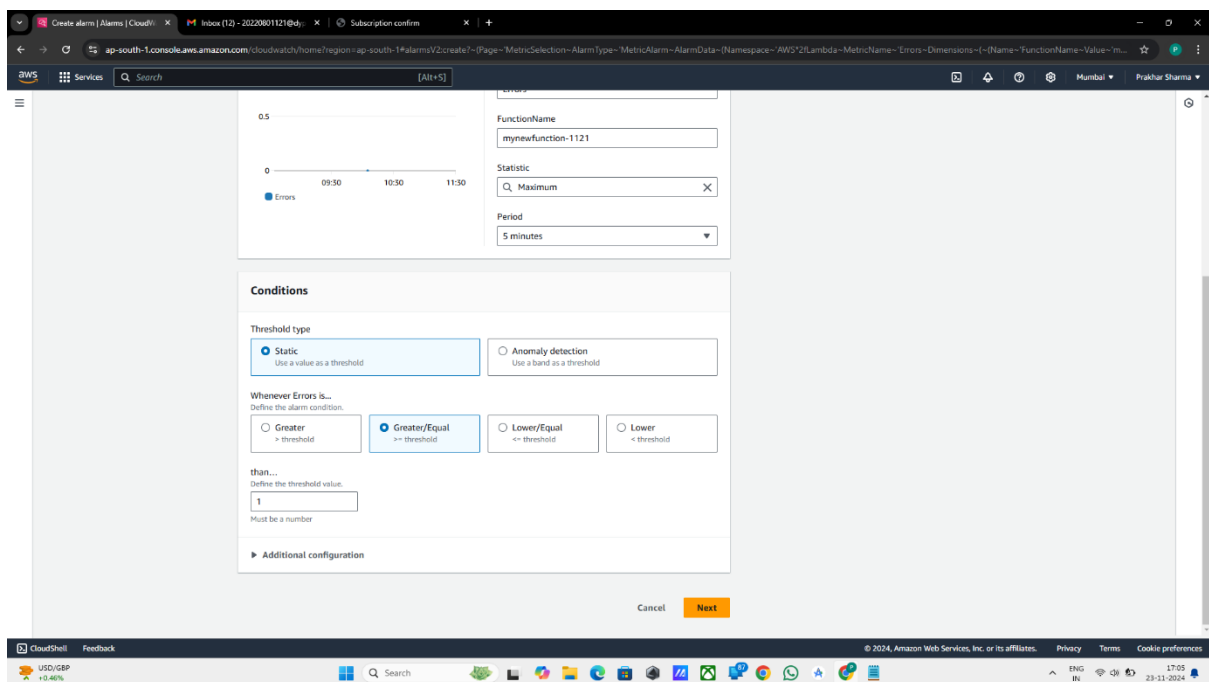 Create alarm | Alarms | CloudW
Inbox (12) - 20220801121@dy
Subscription confirm
ap-south-1.console.aws.amazon.com/cloudwatch/home?region=ap-south-1#alarmsV2:create?~(Page~'MetricSelection~AlarmType~'MetricAlarm~AlarmData~(Namespace~'AWS*2fLambda~MetricName~'Errors~Dimensions~(~(Name~'FunctionName~Value~'m...
P
aws
Services
Search
[Alt+S]
Mumbai
Prakhar Sharma
Errors
0.5
0
09:30
10:30
11:30
Errors
FunctionName
mynewfunction-1121
Statistic
Maximum
Period
5 minutes
Conditions
Threshold type
Static
Use a value as a threshold
Anomaly detection
Use a band as a threshold
Whenever Errors is...
Define the alarm condition.
Greater
> threshold
Greater/Equal
>= threshold
Lower/Equal
<= threshold
Lower
< threshold
than...
Define the threshold value.
1
Must be a number
Additional configuration
Cancel
Next
CloudShell
Feedback
© 2024, Amazon Web Services, Inc. or its affiliates.
Privacy
Terms
Cookie preferences
USD/GBP
+0.46%
Search
ENG
IN
17:05
23-11-2024